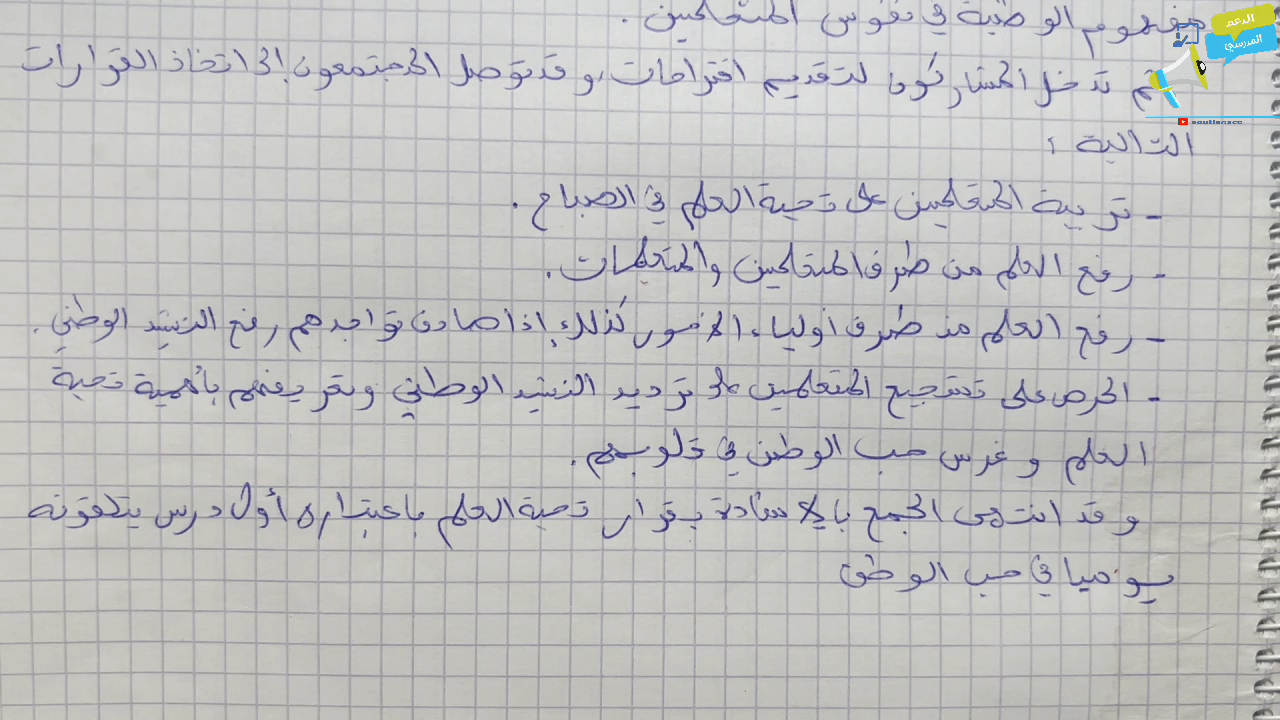 مفهوم الوطنية في نفوس المتعلمين.
ثم تدخل المشاركون لتقديم اقتراحات، وقد توصل المجتمعون إلى اتخاذ القرارات
التالية :
- تربية المتعلمين على تحية العلم في الصباح.
- رفع العلم من طرف المتعلمين والمتعلمات.
- رفع العلم من طرف أولياء الأمور كذلك إذا صادف تواجدهم رفع النشيد الوطني.
- الحرص على تشجيع المتعلمين على ترديد النشيد الوطني وتعريفهم بأهمية تحية
العلم و غرس حب الوطن في قلوبهم.
وقد انتهى الجمع بالإشادة بقرار تحية العلم باعتباره أول درس يتلقونه
يوميا في حب الوطن
الدعم
المدرسي
soutiensco